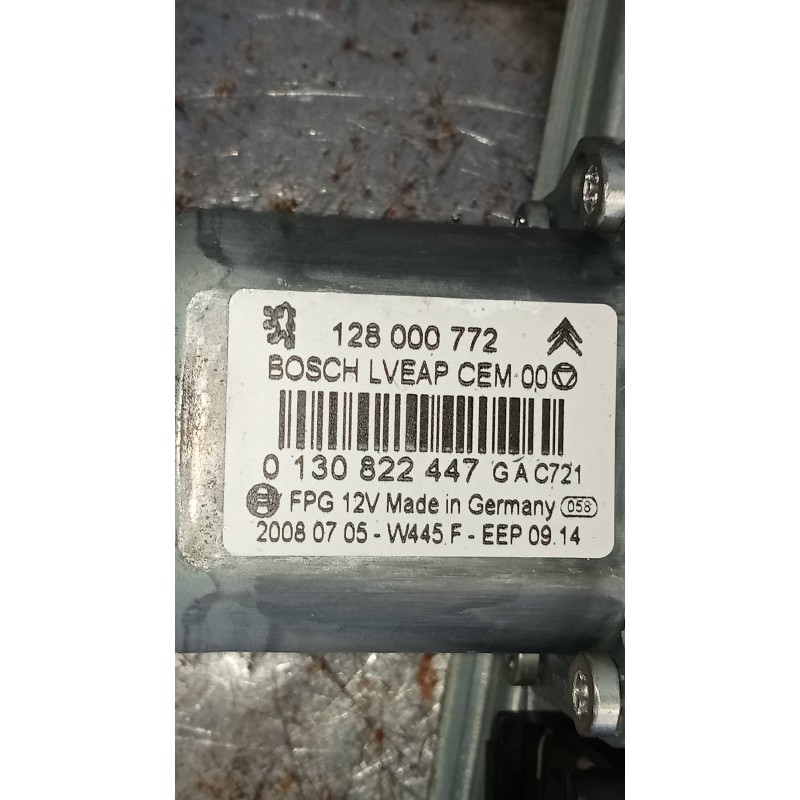 128 000 772
BOSCH LVEAP CEM 00
0 130 822 447 G A C721
FPG 12V Made in Germany 058
2008 07 05 - W445 F - EEP 09.14